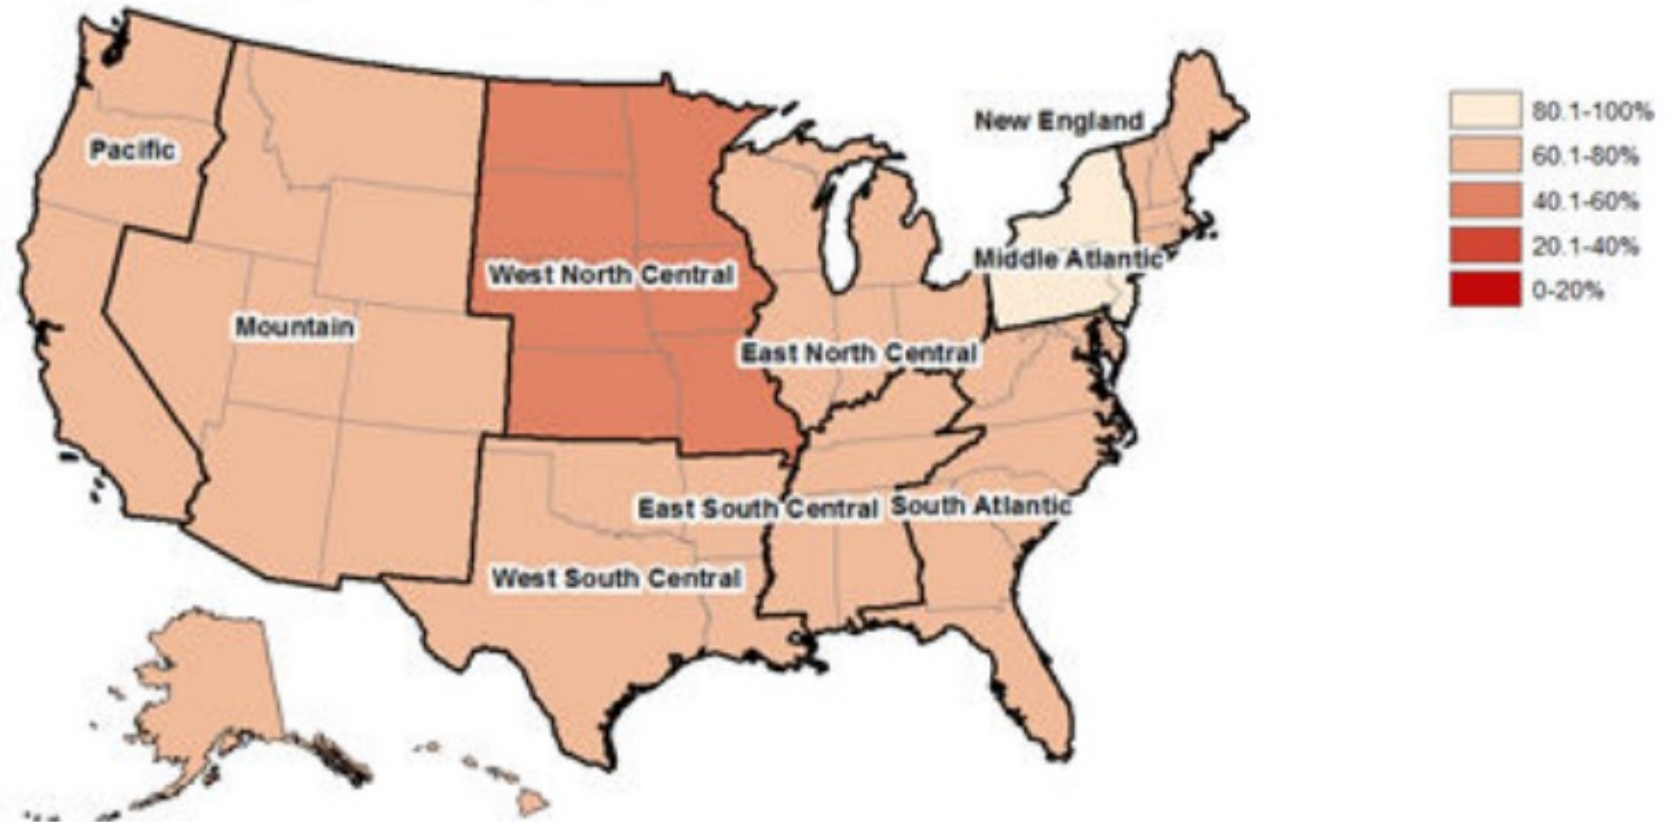 New England
80.1-100%
Pacific
60.1-80%
40.1-60%
Middle Atlantic
20.1-40%
West North Central
0-20%
Mountain
East North Central
East South Central
South Atlantic
West South Central